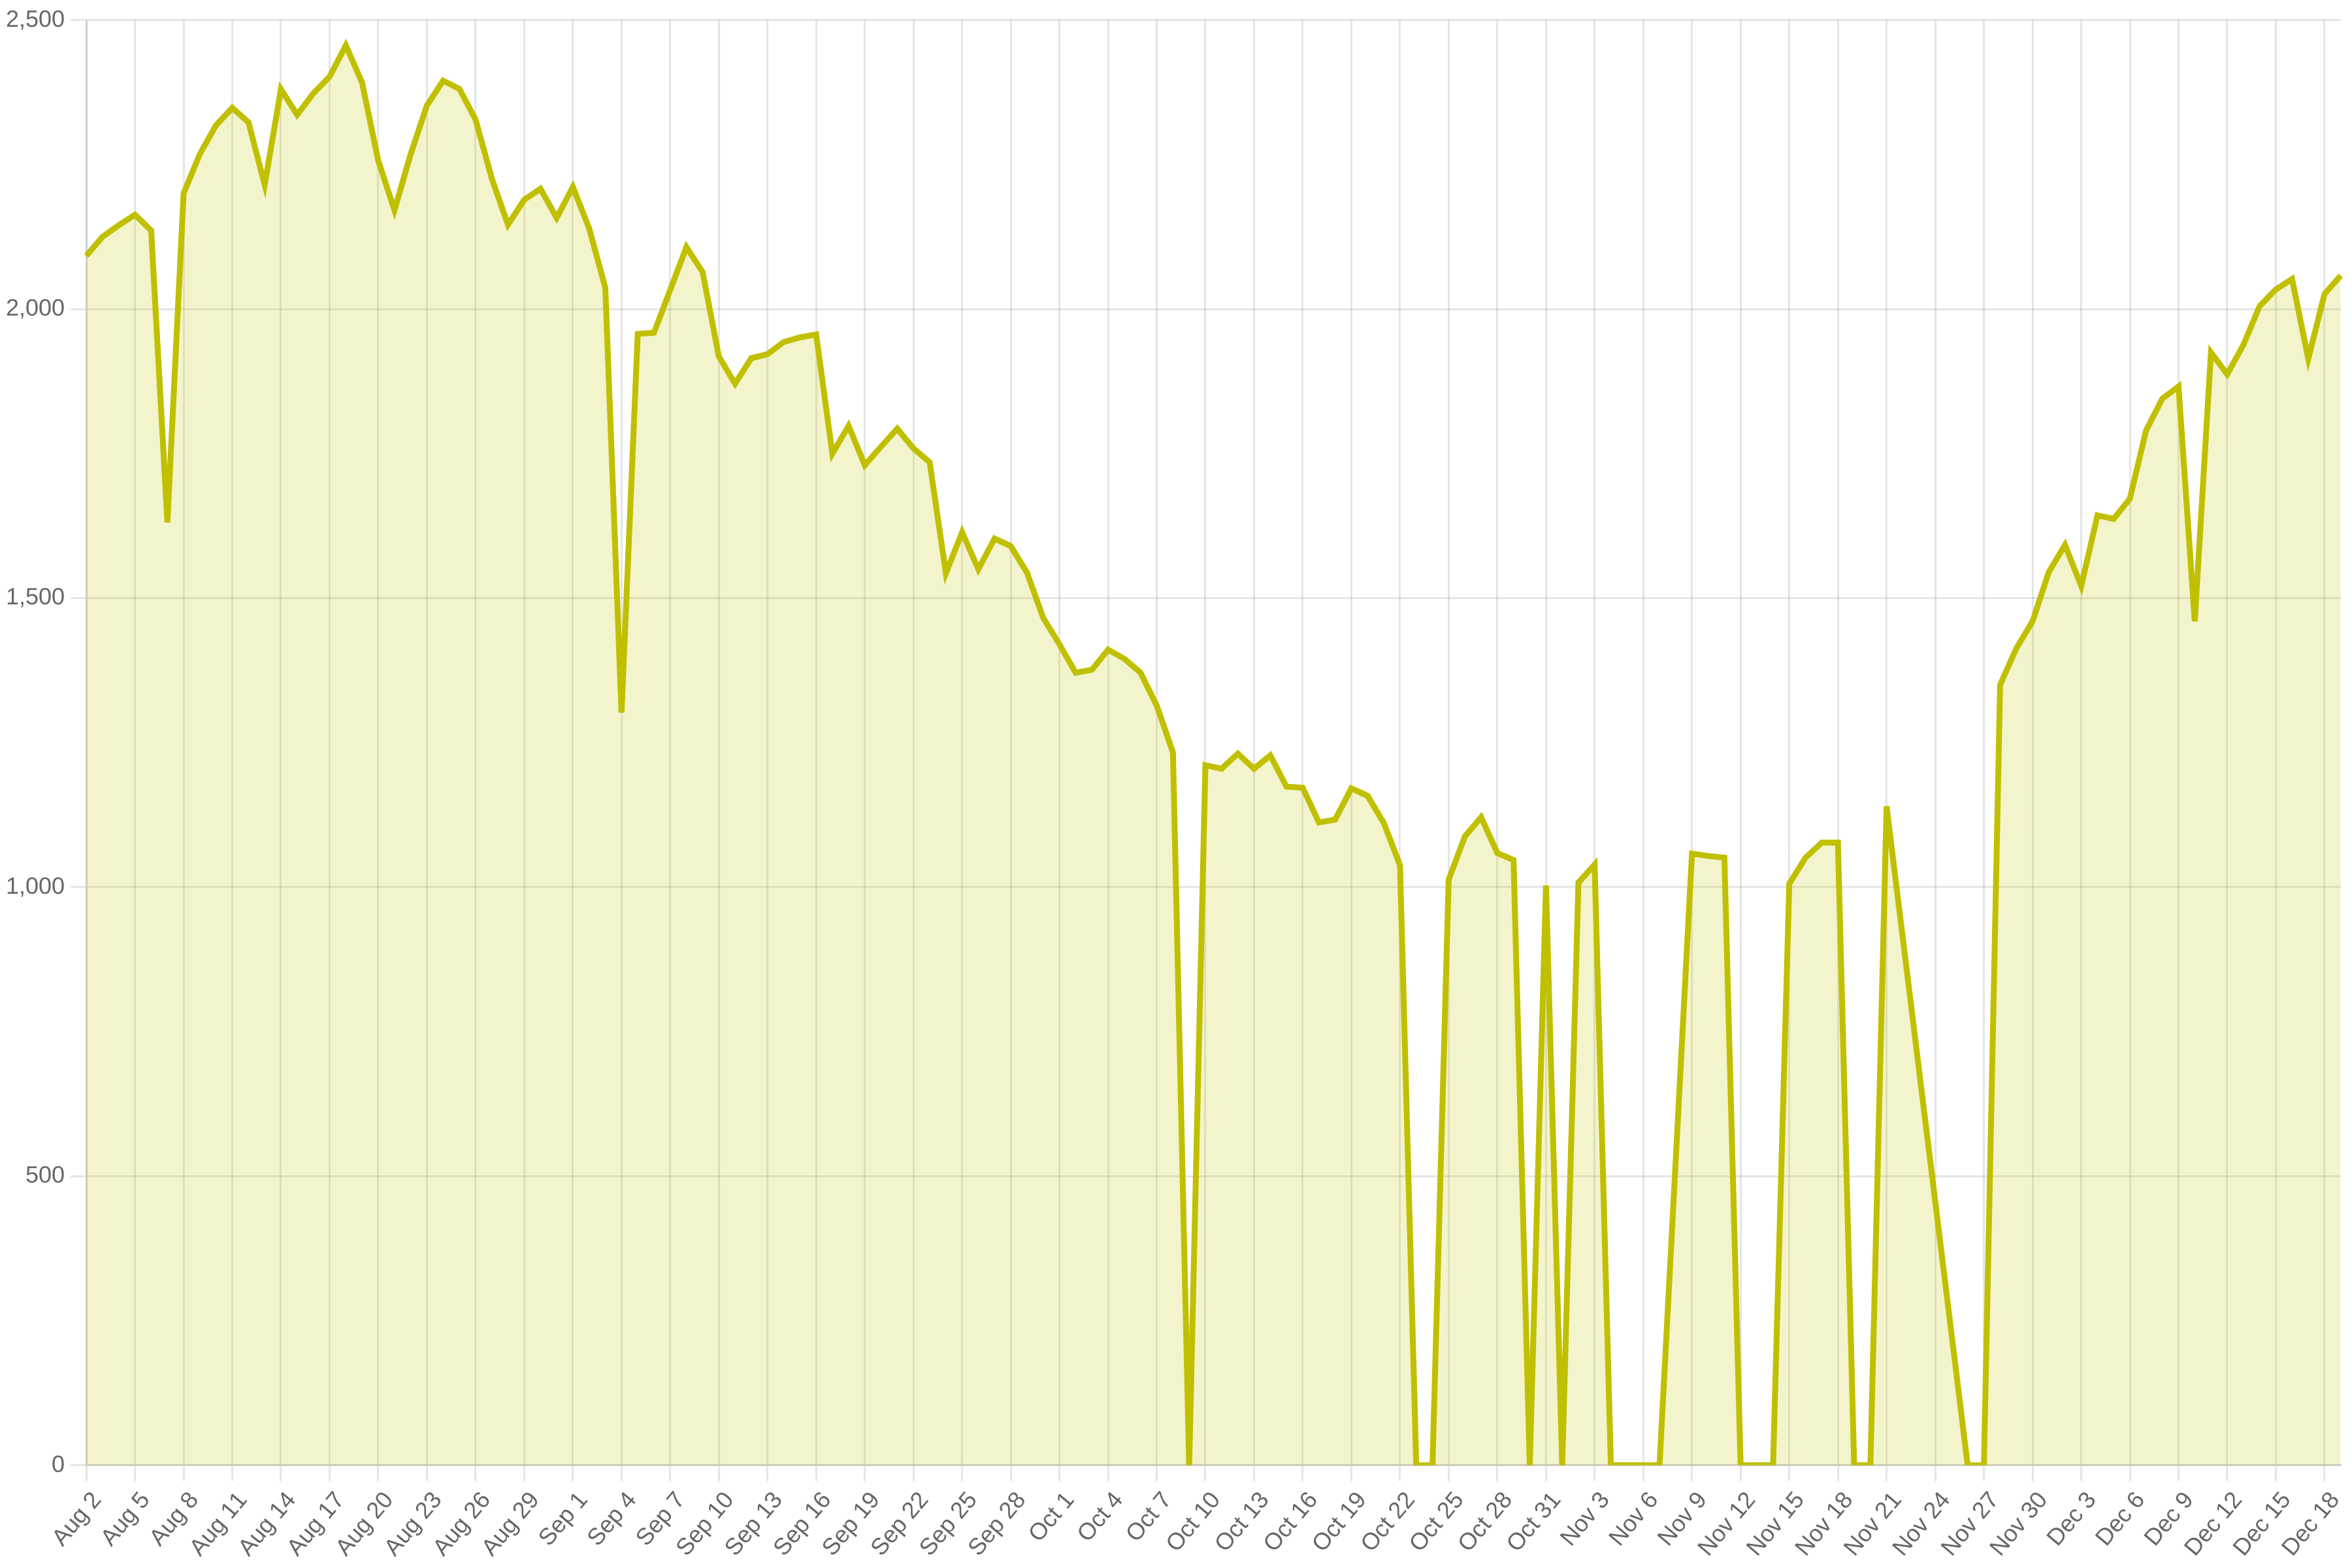 2,500
2,000
1,500
1,000
500
0
Aug 2
Aug 5
Aug 8
Aug 11
Aug 14
Aug 17
Aug 20
Aug 23
Aug 26
Aug 29
Sep 1
Sep 4
Sep 7
Sep 10
Sep 13
Sep 16
Sep 19
Sep 22
Sep 25
Sep 28
Oct 1
Oct 4
Oct 7
Oct 10
Oct 13
Oct 16
Oct 19
Oct 22
Oct 25
Oct 28
Oct 31
Nov 3
Nov 6
Nov 9
Nov 12
Nov 15
Nov 18
Nov 21
Nov 24
Nov 27
Nov 30
Dec 3
Dec 6
Dec 9
Dec 12
Dec 15
Dec 18